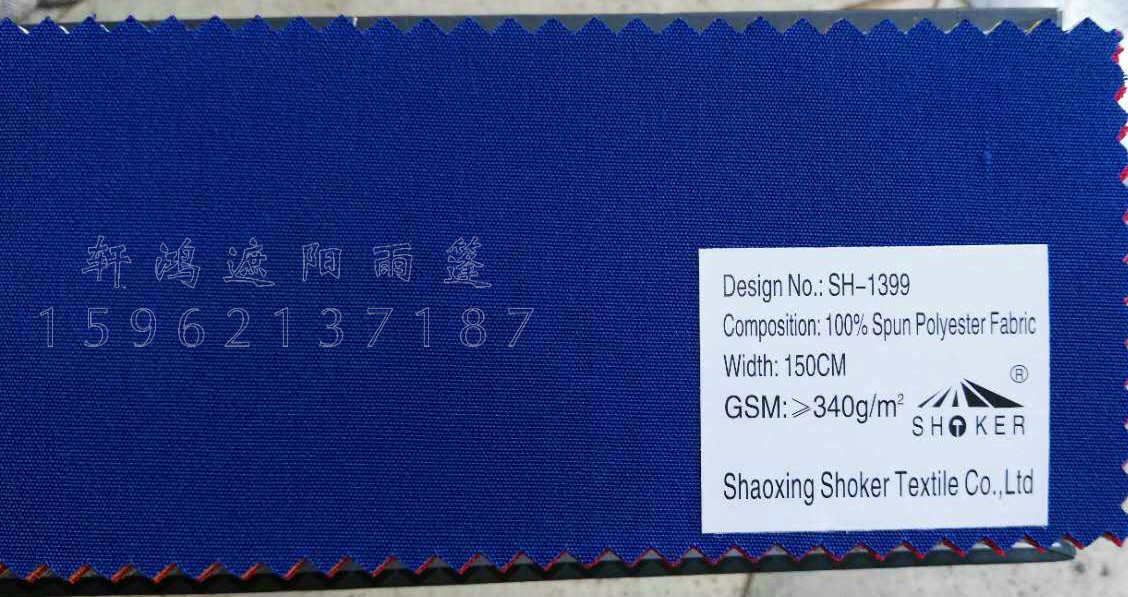 轩鸿遮阳雨篷
15962137187
Design No.: SH-1399
Composition: 100% Spun Polyester Fabric
Width: 150CM
GSM: ≥340g/m²
®
SHOKER
Shaoxing Shoker Textile Co.,Ltd